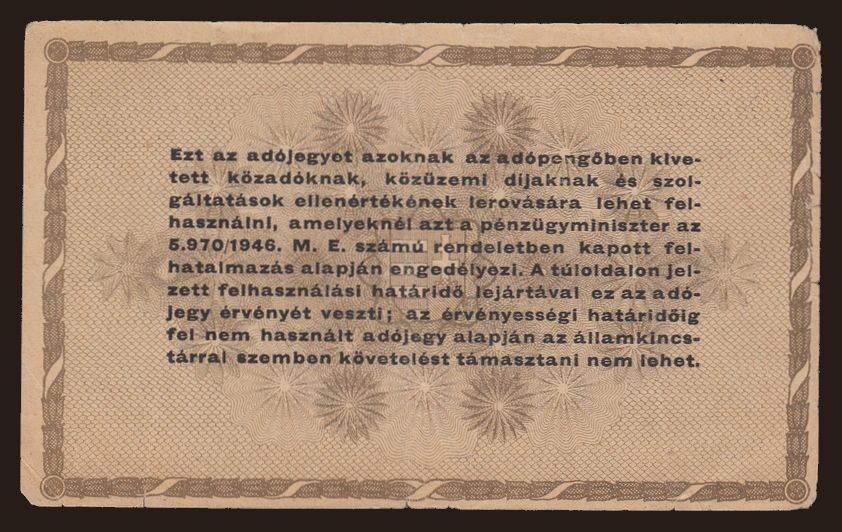 Ezt az adójegyet azoknak az adópengőben kive-
tett közadóknak, közüzemi díjaknak és szol-
gáltatások ellenértékének lerovására lehet fel-
használni, amelyeknél azt a pénzügyminiszter az
5.970/1946. M. E. számú rendeletben kapott fel-
hatalmazás alapján engedélyezi. A túloldalon jel-
zett felhasználási határidő lejártával ez az adó-
jegy érvényét veszti; az érvényességi határidőig
fel nem használt adójegy alapján az államkincs-
tárral szemben követelést támasztani nem lehet.